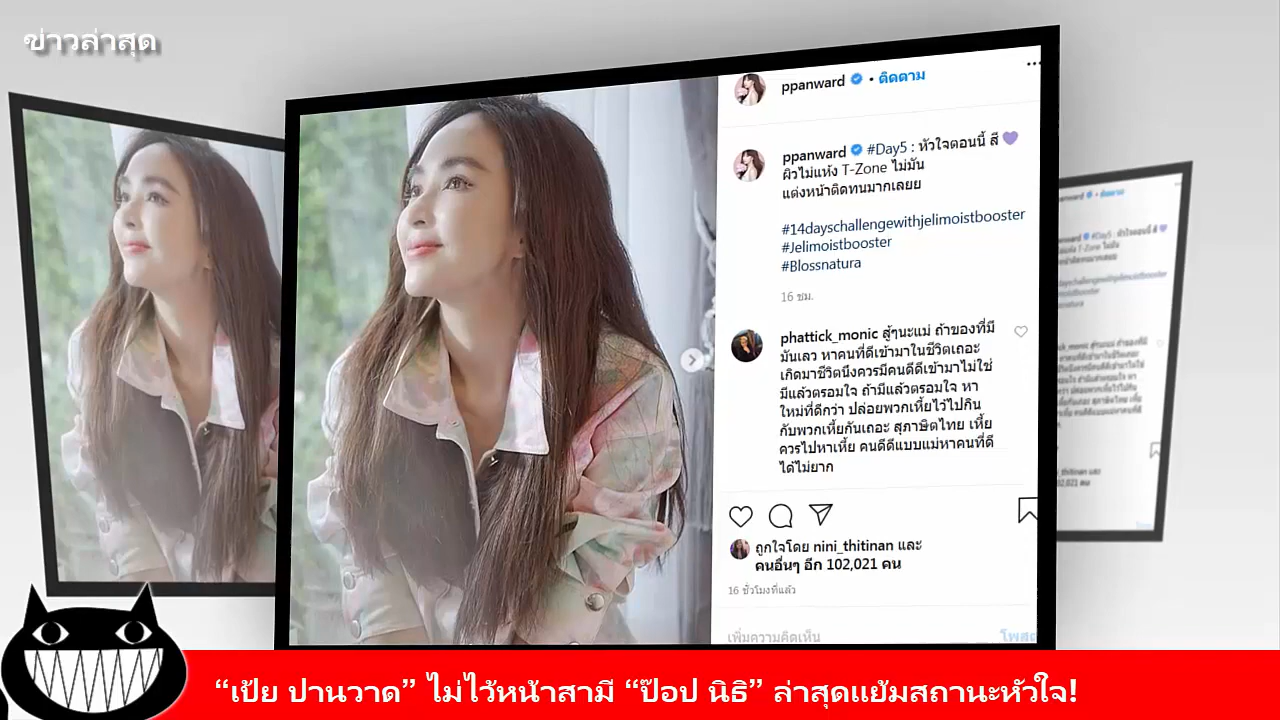 ข่าวล่าสุด
ppanward • ติดตาม
ppanward #Day5 : หัวใจตอนนี้ สี 💜
ผิวไม่แห้ง T-Zone ไม่มัน
แต่งหน้าติดทนมากเลยย
#14dayschallengewithjelimoistbooster
#Jelimoistbooster
#Blossnatura
16 ชม.
phattick_monic สู้ๆนะแม่ ถ้าของที่มี
มันเลว หาคนที่ดีเข้ามาในชีวิตเถอะ
เกิดมาชีวิตนึงควรมีคนดีดีเข้ามาไม่ใช่
มีแล้วตรอมใจ ถ้ามีแล้วตรอมใจ หา
ใหม่ที่ดีกว่า ปล่อยพวกเหี้ยไว้ไปกิน
กับพวกเหี้ยกันเถอะ สุภาษิตไทย เหี้ย
ควรไปหาเหี้ย คนดีดีแบบแม่หาคนที่ดี
ได้ไม่ยาก
ถูกใจโดย nini_thitinan และ
คนอื่นๆ อีก 102,021 คน
16 ชั่วโมงที่แล้ว
เพิ่มความคิดเห็น
“เป้ย ปานวาด” ไม่ไว้หน้าสามี “ป๊อป นิธิ” ล่าสุดแย้มสถานะหัวใจ!